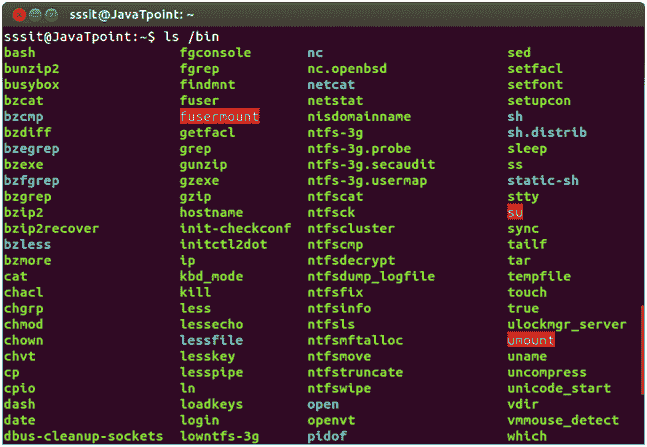 sssit@JavaTpoint: ~
sssit@JavaTpoint:~$ ls /bin
bash fgconsole nc sed
bunzip2 fgrep nc.openbsd setfacl
busybox findmnt netcat setfont
bzcat fuser netstat setupcon
bzcmp fusermount nisdomainname sh
bzdiff getfacl ntfs-3g sh.distrib
bzegrep grep ntfs-3g.probe sleep
bzexe gunzip ntfs-3g.secaudit ss
bzfgrep gzexe ntfs-3g.usermap static-sh
bzgrep gzip ntfscat stty
bzip2 hostname ntfsck su
bzip2recover init-checkconf ntfscluster sync
bzless initctl2dot ntfscmp tailf
bzmore ip ntfsdecrypt tar
cat kbd_mode ntfsdump_logfile tempfile
chacl kill ntfsfix touch
chgrp less ntfsinfo true
chmod lessecho ntfsls ulockmgr_server
chown lessfile ntfsmftalloc umount
chvt lesskey ntfsmove uname
cp lesspipe ntfstruncate uncompress
cpio ln ntfswipe unicode_start
dash loadkeys open vdir
date login openvt vmmouse_detect
dbus-cleanup-sockets lowntfs-3g pidof which